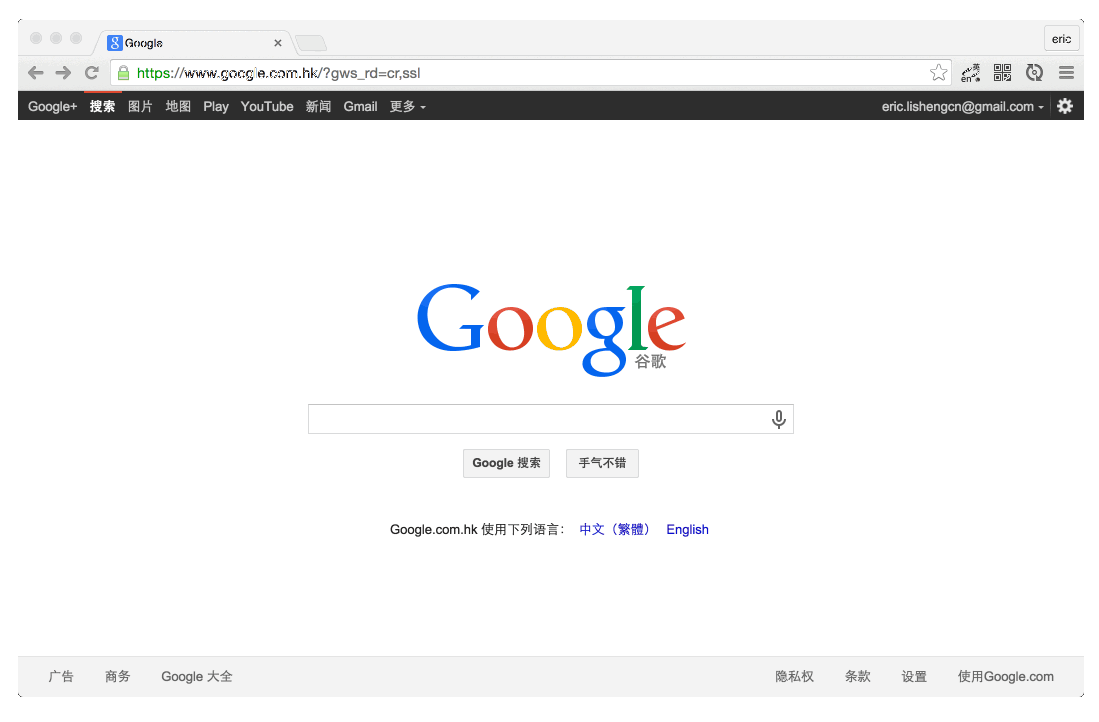 Google
eric
https://www.google.com.hk/?gws_rd=cr,ssl
英
en
Google+ 搜索 图片 地图 Play YouTube 新闻 Gmail 更多
eric.lishengcn@gmail.com
Google
谷歌
Google 搜索 手气不错
Google.com.hk 使用下列语言： 中文（繁體） English
广告 商务 Google 大全 隐私权 条款 设置 使用Google.com